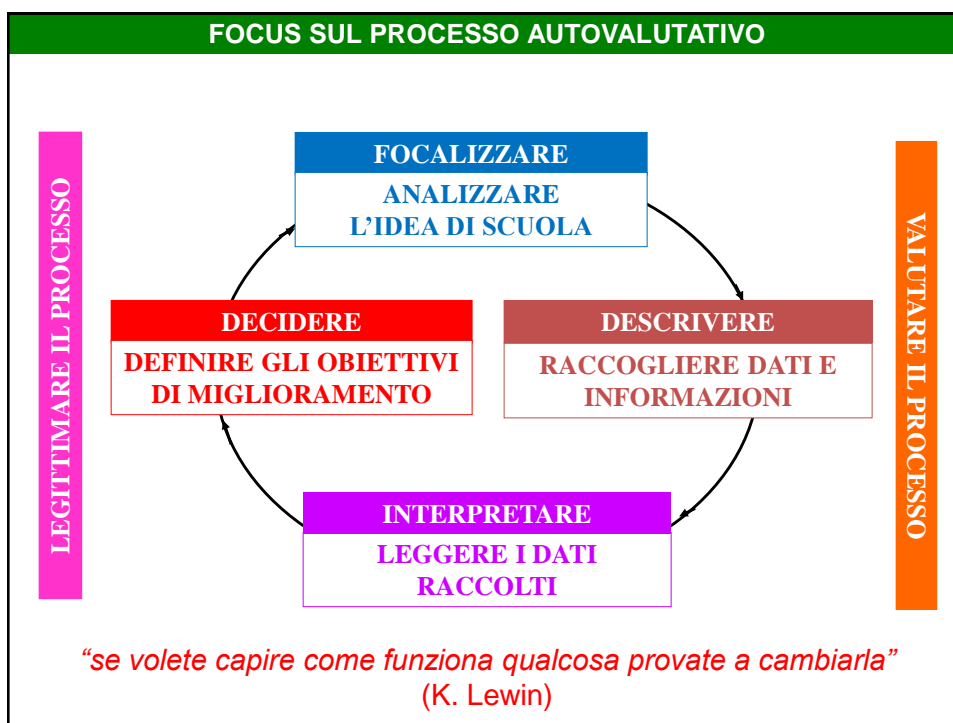 FOCUS SUL PROCESSO AUTOVALUTATIVO
LEGITTIMARE IL PROCESSO
FOCALIZZARE
ANALIZZARE
L’IDEA DI SCUOLA
DECIDERE
DEFINIRE GLI OBIETTIVI
DI MIGLIORAMENTO
DESCRIVERE
RACCOGLIERE DATI E
INFORMAZIONI
INTERPRETARE
LEGGERE I DATI
RACCOLTI
VALUTARE IL PROCESSO
“se volete capire come funziona qualcosa provate a cambiarla”
(K. Lewin)